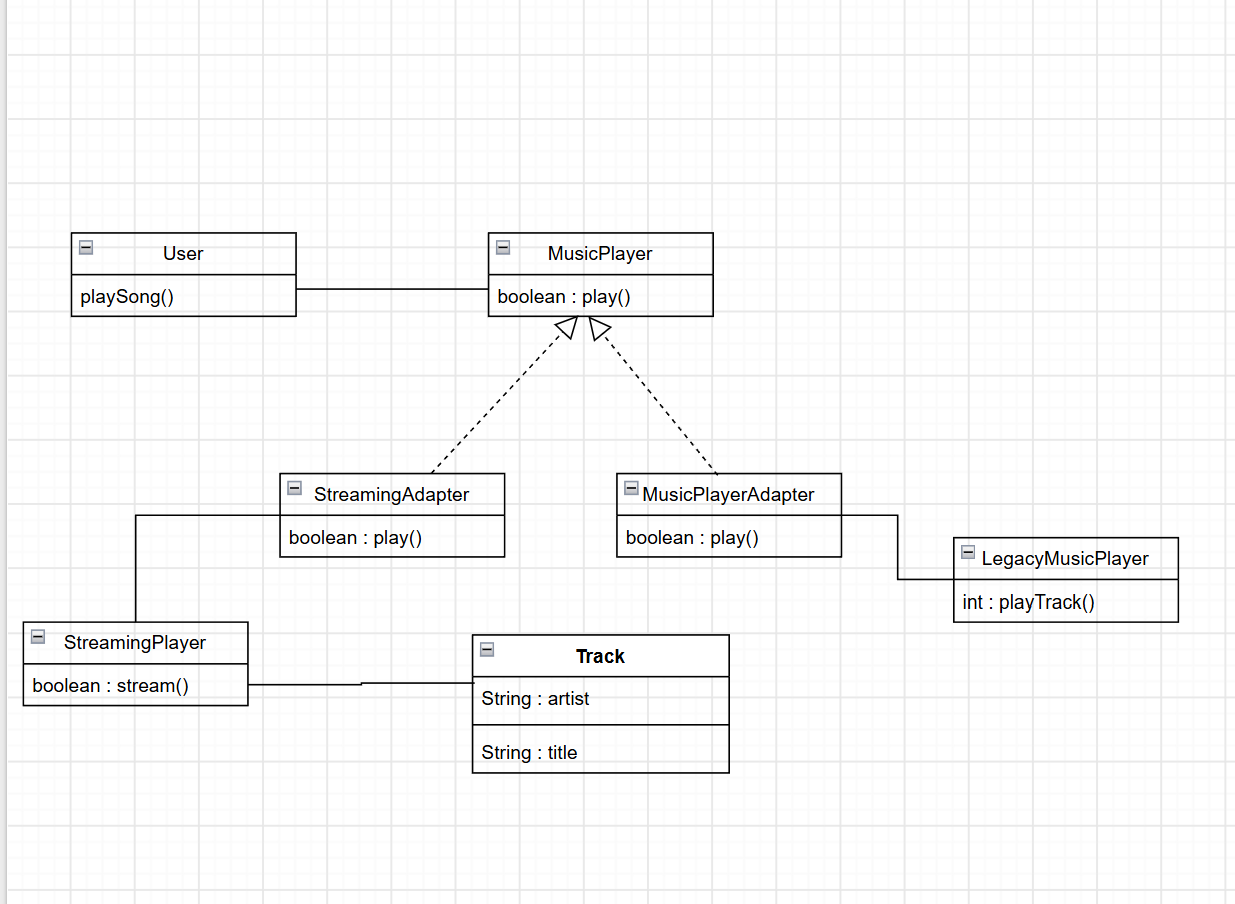 User
playSong()
MusicPlayer
boolean : play()
StreamingAdapter
boolean : play()
MusicPlayerAdapter
boolean : play()
LegacyMusicPlayer
int : playTrack()
StreamingPlayer
boolean : stream()
Track
String : artist
String : title